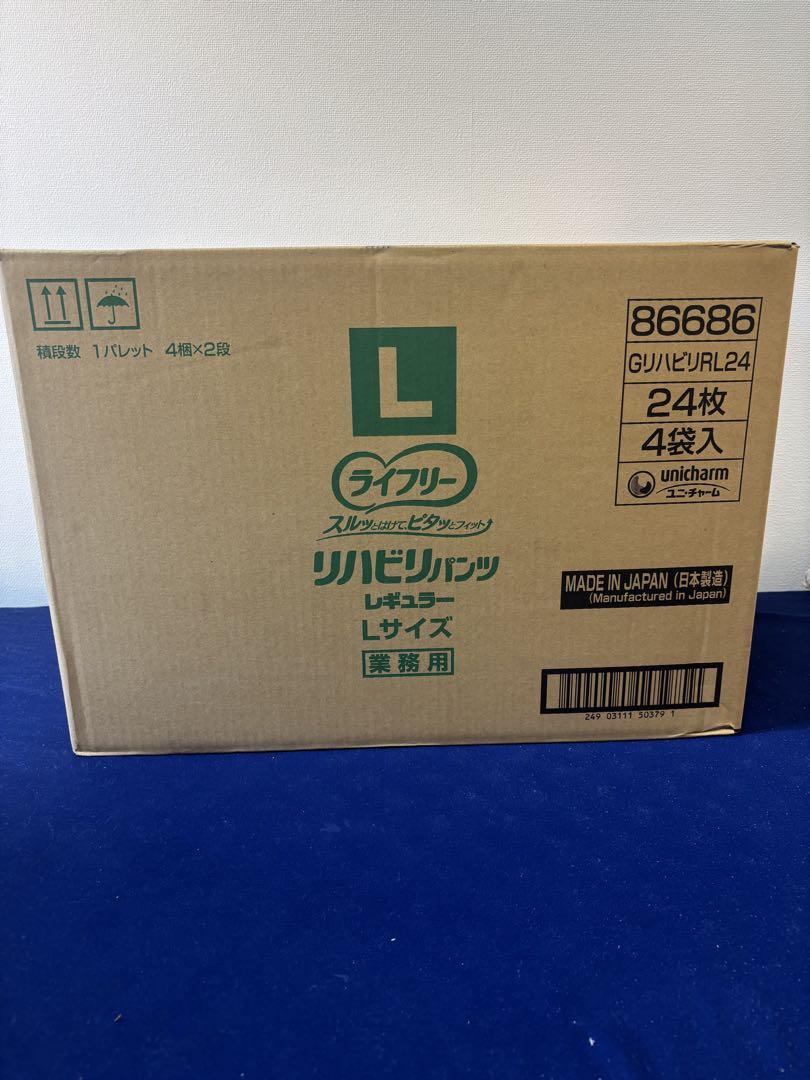 積段数 1パレット 4梱×2段
L
ライフリー
スルッとはけて、ピタッとフィット
リハビリパンツ
レギュラー
Lサイズ
業務用
86686
GリハビリRL24
24枚
4袋入
unicharm
ユニ・チャーム
MADE IN JAPAN（日本製造）
(Manufactured in Japan)
249 03111 50379 1